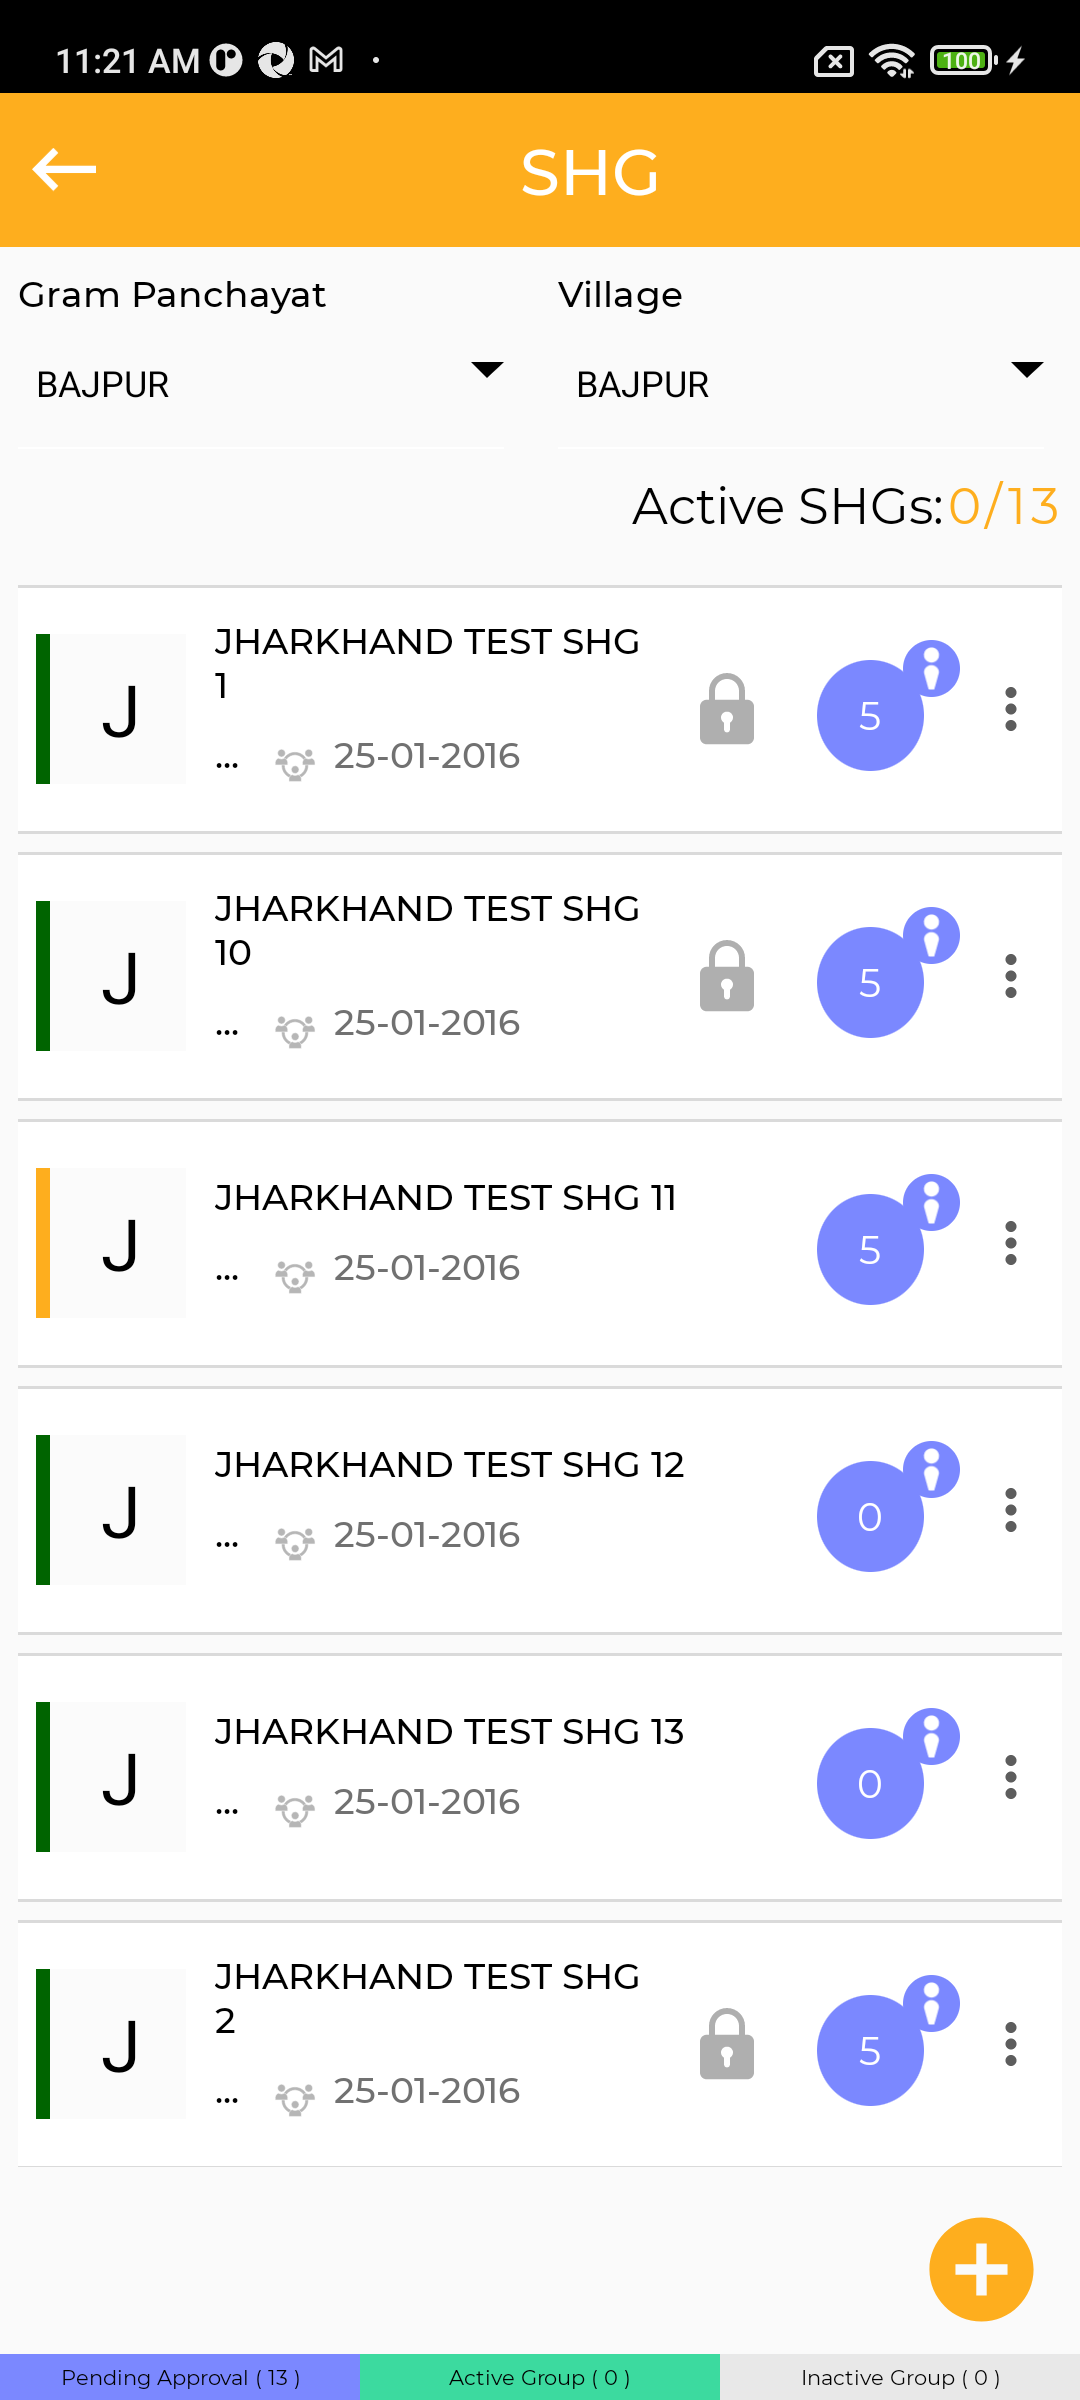 11:21 AM
100
SHG
Gram Panchayat
Village
BAJPUR
BAJPUR
Active SHGs: 0/13
J
JHARKHAND TEST SHG
1
... 25-01-2016
5
J
JHARKHAND TEST SHG
10
... 25-01-2016
5
J
JHARKHAND TEST SHG 11
... 25-01-2016
5
J
JHARKHAND TEST SHG 12
... 25-01-2016
0
J
JHARKHAND TEST SHG 13
... 25-01-2016
0
J
JHARKHAND TEST SHG
2
... 25-01-2016
5
Pending Approval ( 13 )
Active Group ( 0 )
Inactive Group ( 0 )